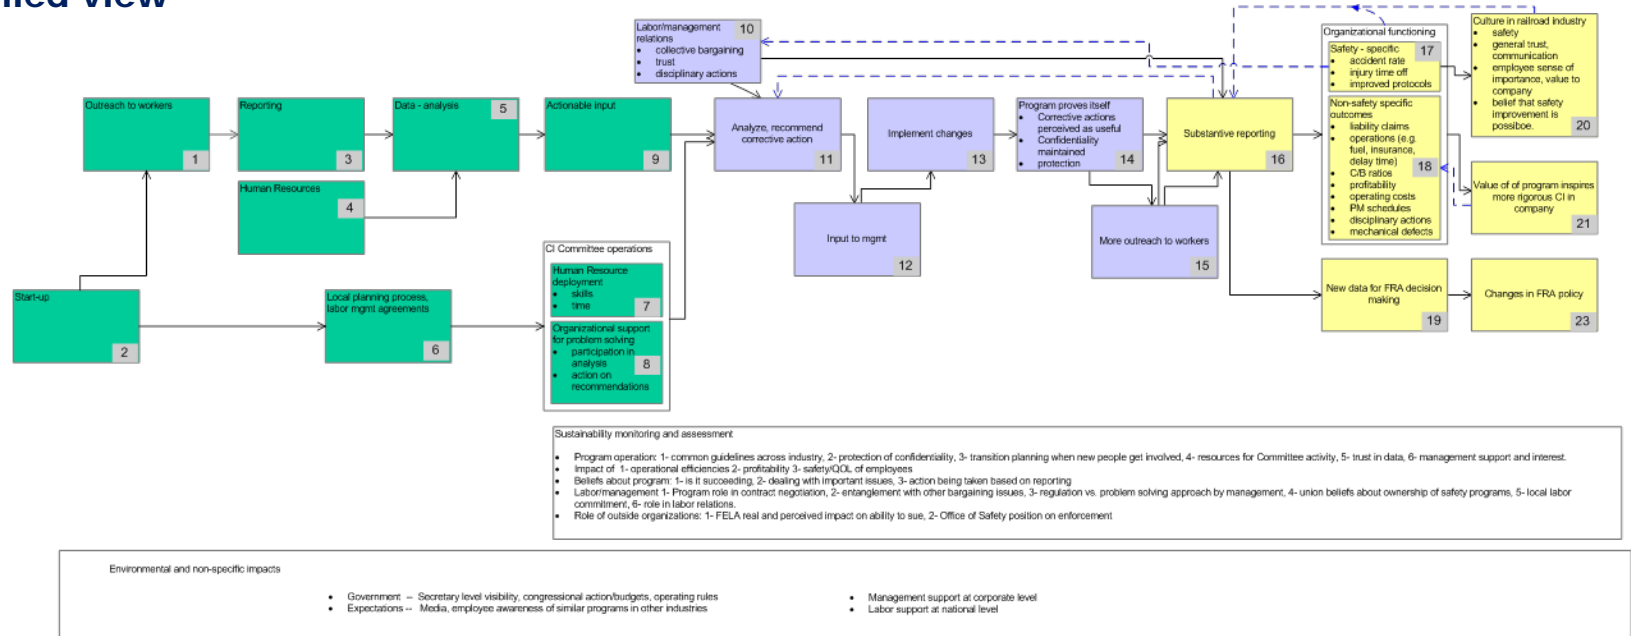 view
Labor/management
relations
• collective bargaining
• trust
• disciplinary actions
10
Organizational functioning
Safety - specific
• accident rate
• injury time off
• improved protocols
17
Culture in railroad industry
• safety
• general trust,
communication
• employee sense of
importance, value to
company
• belief that safety
improvement is
possibce.
20
Outreach to workers
1
Reporting
3
Data - analysis
5
Actionable input
9
Analyze, recommend
corrective action
11
Implement changes
13
Program proves itself
• Corrective actions
perceived as useful
• Confidentiality
maintained
• protection
14
Substantive reporting
16
Non-safety specific
outcomes
• liability claims
• operations (e.g.
fuel, insurance,
delay time)
• C/B ratios
• profitability
• operating costs
• PM schedules
• disciplinary actions
• mechanical defects
18
Human Resources
4
Value of of program inspires
more rigorous CI in
company
21
Input to mgmt
12
More outreach to workers
15
CI Committee operations
Human Resource
deployment
• skills
• time
7
Organizational support
for problem solving
• participation in
analysis
• action on
recommendations
8
Start-up
2
Local planning process,
labor mgmt agreements
6
New data for FRA decision
making
19
Changes in FRA policy
23
Sustainability monitoring and assessment
• Program operation: 1- common guidelines across industry, 2- protection of confidentiality, 3- transition planning when new people get involved, 4- resources for Committee activity, 5- trust in data, 6- management support and interest.
• Impact of 1- operational efficiencies 2- profitability 3- safety/QOL of employees
• Beliefs about program: 1- is it succeeding, 2- dealing with important issues, 3- action being taken based on reporting
• Labor/management 1- Program role in contract negotiation, 2- entanglement with other bargaining issues, 3- regulation vs. problem solving approach by management, 4- union beliefs about ownership of safety programs, 5- local labor
commitment, 6- role in labor relations.
• Role of outside organizations: 1- FELA real and perceived impact on ability to sue, 2- Office of Safety position on enforcement
Environmental and non-specific impacts
• Government -- Secretary level visibility, congressional action/budgets, operating rules
• Expectations -- Media, employee awareness of similar programs in other industries
• Management support at corporate level
• Labor support at national level